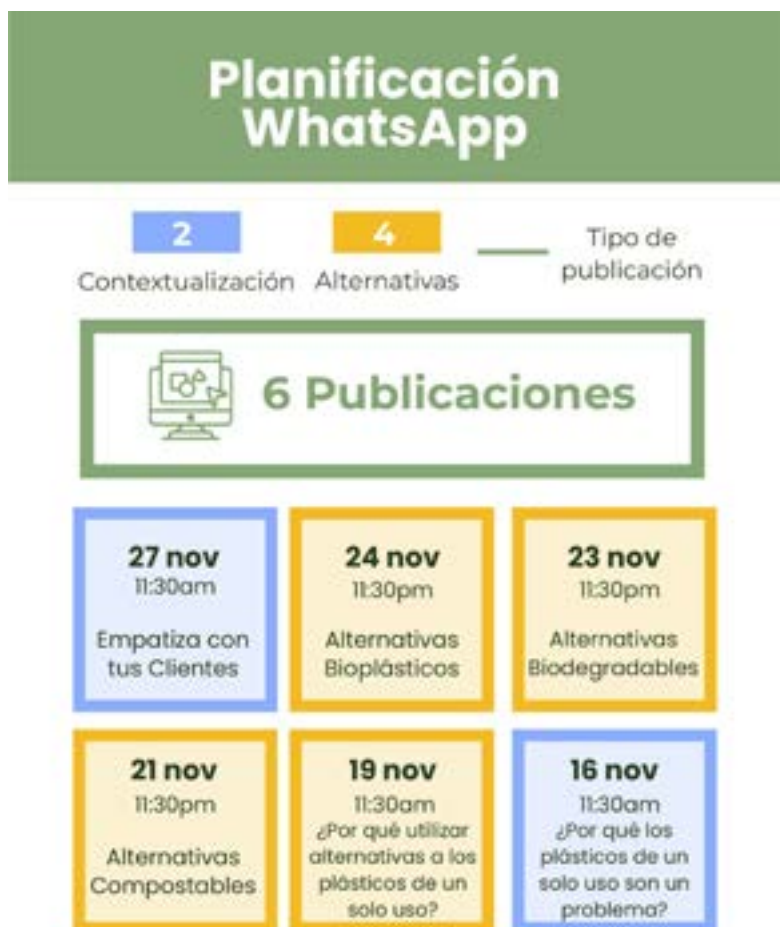 Planificación
WhatsApp
2
Contextualización
4
Alternativas
Tipo de
publicación
6 Publicaciones
27 nov
11:30am
Empatiza con
tus Clientes
24 nov
11:30pm
Alternativas
Bioplásticos
23 nov
11:30pm
Alternativas
Biodegradables
21 nov
11:30pm
Alternativas
Compostables
19 nov
11:30am
¿Por qué utilizar
alternativas a los
plásticos de un
solo uso?
16 nov
11:30am
¿Por qué los
plásticos de un
solo uso son un
problema?